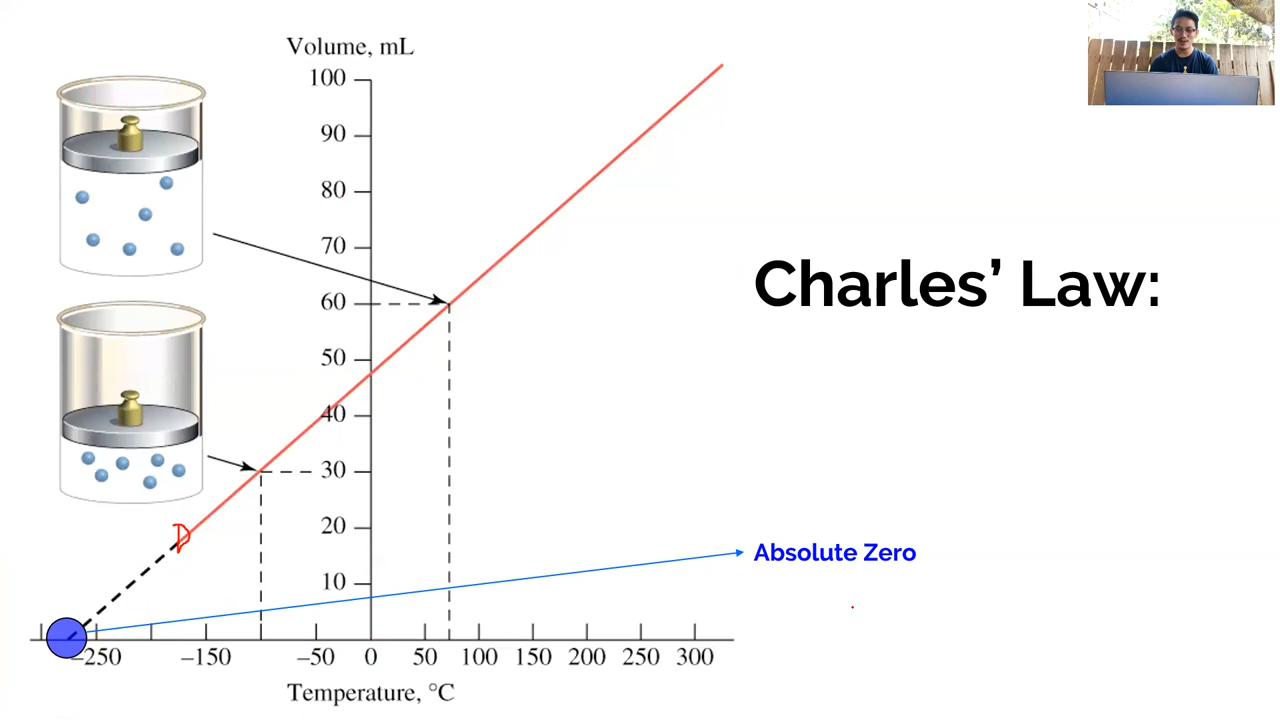 Volume, mL
100
90
80
70
60
50
40
30
20
10
–250 –150 –50 0 50 100 150 200 250 300
Temperature, °C
Charles’ Law:
Absolute Zero